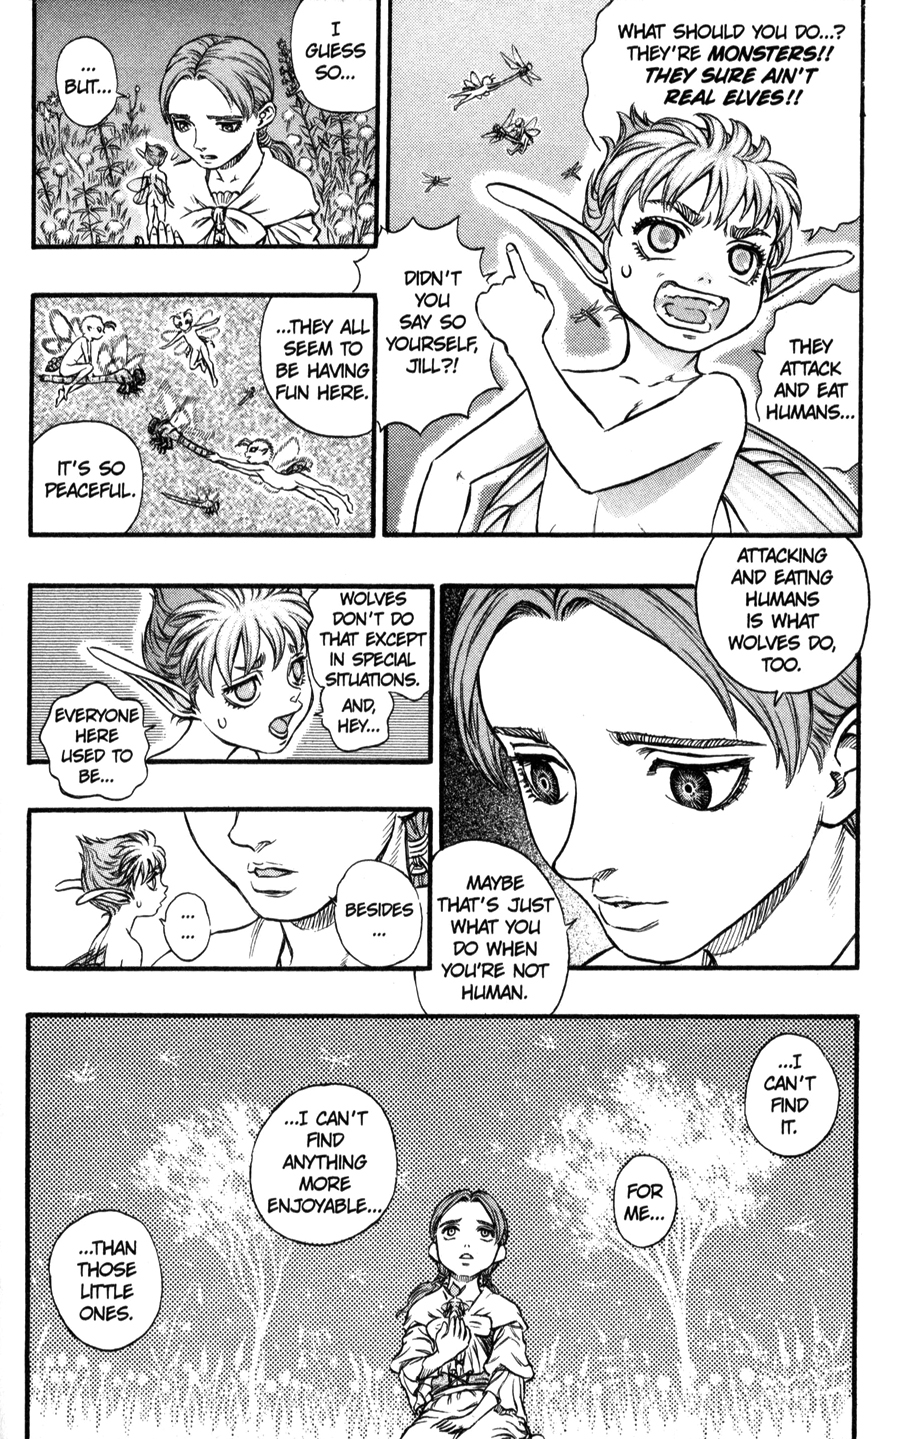 WHAT SHOULD YOU DO...?
THEY'RE MONSTERS!!
THEY SURE AIN'T
REAL ELVES!!
THEY
ATTACK
AND EAT
HUMANS...
DIDN'T
YOU
SAY SO
YOURSELF,
JILL?!
I
GUESS
SO...
...
BUT...
...THEY ALL
SEEM TO
BE HAVING
FUN HERE.
IT'S SO
PEACEFUL.
ATTACKING
AND EATING
HUMANS
IS WHAT
WOLVES DO,
TOO.
MAYBE
THAT'S JUST
WHAT YOU
DO WHEN
YOU'RE NOT
HUMAN.
WOLVES
DON'T DO
THAT EXCEPT
IN SPECIAL
SITUATIONS.
AND,
HEY...
EVERYONE
HERE
USED TO
BE...
BESIDES
...
...
...
...I
CAN'T
FIND
IT.
FOR
ME...
...I CAN'T
FIND
ANYTHING
MORE
ENJOYABLE...
...THAN
THOSE
LITTLE
ONES.